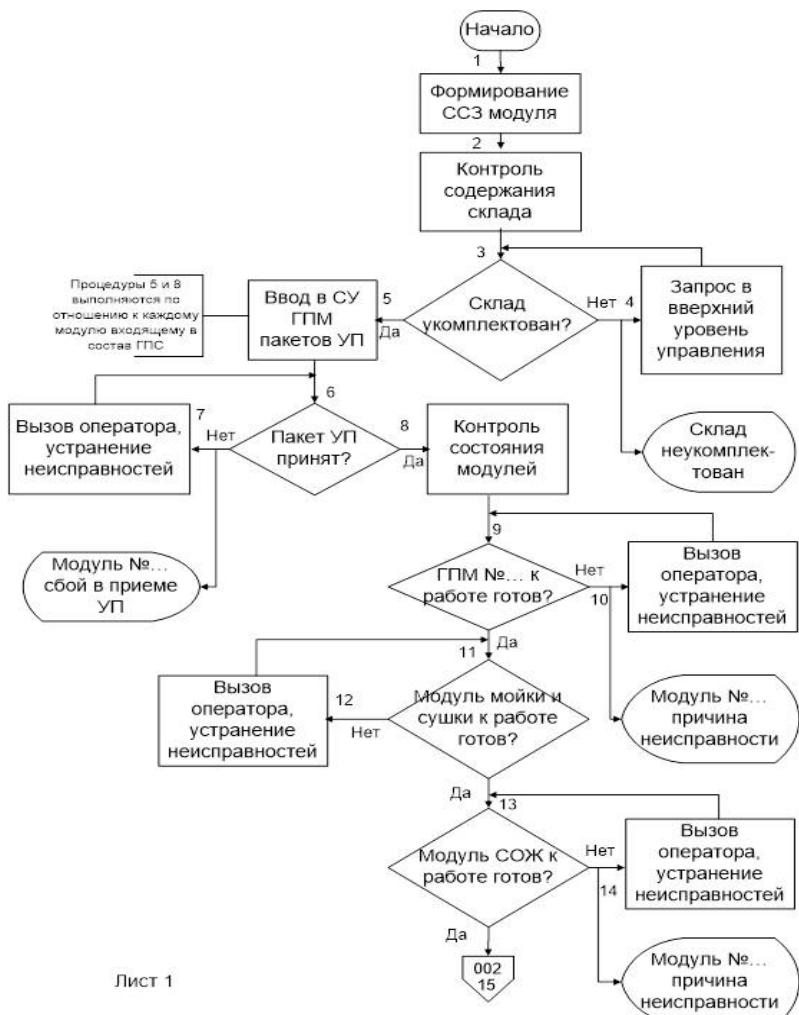 Начало
1
Формирование
ССЗ модуля
2
Контроль
содержания
склада
3
Процедуры 5 и 8
выполняются по
отношению к каждому
модулю входящему в
состав ГПС
Ввод в СУ
ГПМ
пакетов УП
5
Да
Склад
укомплектован?
Нет
4
Запрос в
вверхний
уровень
управления
Склад
неукомплек-
тован
6
7
Вызов оператора,
устранение
неисправностей
Нет
Пакет УП
принят?
8
Да
Контроль
состояния
модулей
Модуль №...
сбой в приеме
УП
9
ГПМ №... к
работе готов?
Нет
10
Вызов
оператора,
устранение
неисправностей
Да
11
Модуль №...
причина
неисправности
Вызов
оператора,
устранение
неисправностей
12
Нет
Модуль мойки и
сушки к работе
готов?
Да
13
Модуль СОЖ к
работе готов?
Нет
14
Вызов
оператора,
устранение
неисправностей
Да
002
15
Модуль №...
причина
неисправности
Лист 1